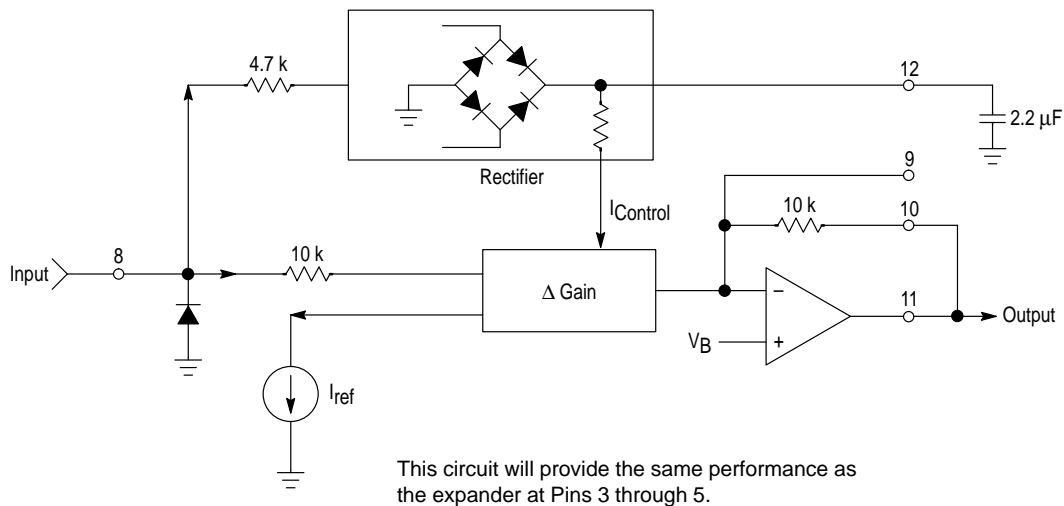 4.7 k
12
2.2 μF
Rectifier
9
IControl
10 k
10
8
10 k
Input
Δ Gain
−
11
Output
VB
+
Iref
This circuit will provide the same performance as
the expander at Pins 3 through 5.